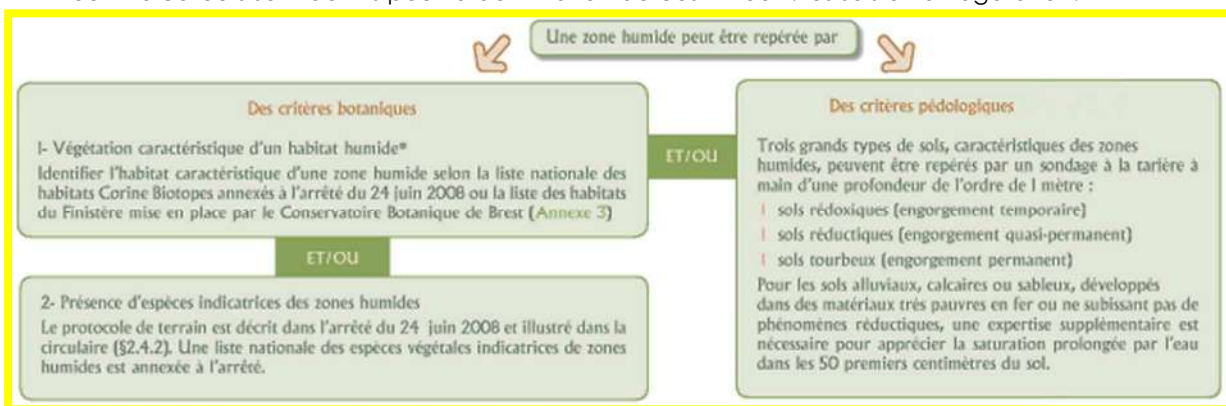 Une zone humide peut être repérée par
Des critères botaniques
1- Végétation caractéristique d'un habitat humide*
Identifier l'habitat caractéristique d'une zone humide selon la liste nationale des
habitats Corine Biotopes annexés à l'arrêté du 24 juin 2008 ou la liste des habitats
du Finistère mise en place par le Conservatoire Botanique de Brest (Annexe 3)
ET/OU
2- Présence d'espèces indicatrices des zones humides
Le protocole de terrain est décrit dans l'arrêté du 24 juin 2008 et illustré dans la
circulaire (§2.4.2). Une liste nationale des espèces végétales indicatrices de zones
humides est annexée à l'arrêté.
ET/OU
Des critères pédologiques
Trois grands types de sols, caractéristiques des zones
humides, peuvent être repérés par un sondage à la tarière à
main d'une profondeur de l'ordre de 1 mètre :
| sols rédoxiques (engorgement temporaire)
| sols réductiques (engorgement quasi-permanent)
| sols tourbeux (engorgement permanent)
Pour les sols alluviaux, calcaires ou sableux, développés
dans des matériaux très pauvres en fer ou ne subissant pas de
phénomènes réductiques, une expertise supplémentaire est
nécessaire pour apprécier la saturation prolongée par l'eau
dans les 50 premiers centimètres du sol.